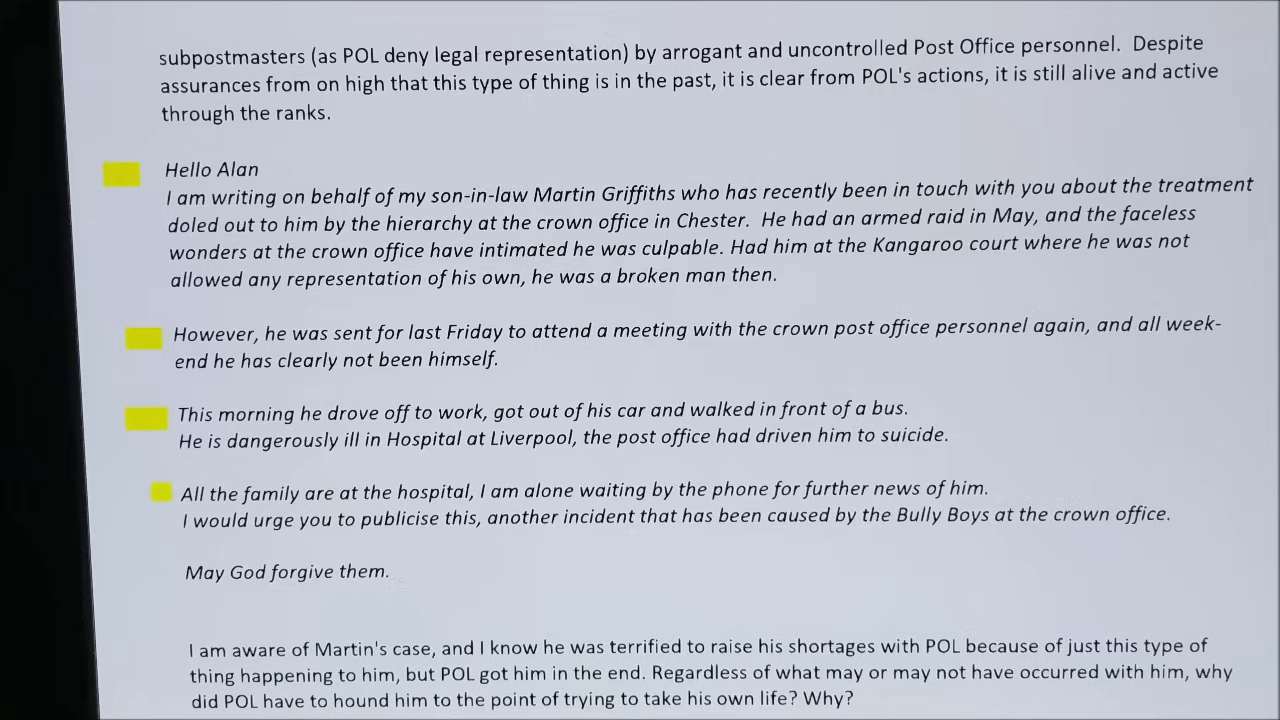 subpostmasters (as POL deny legal representation) by arrogant and uncontrolled Post Office personnel.  Despite
assurances from on high that this type of thing is in the past, it is clear from POL's actions, it is still alive and active
through the ranks.
Hello Alan
I am writing on behalf of my son-in-law Martin Griffiths who has recently been in touch with you about the treatment
doled out to him by the hierarchy at the crown office in Chester.  He had an armed raid in May, and the faceless
wonders at the crown office have intimated he was culpable. Had him at the Kangaroo court where he was not
allowed any representation of his own, he was a broken man then.
However, he was sent for last Friday to attend a meeting with the crown post office personnel again, and all week-
end he has clearly not been himself.
This morning he drove off to work, got out of his car and walked in front of a bus.
He is dangerously ill in Hospital at Liverpool, the post office had driven him to suicide.
All the family are at the hospital, I am alone waiting by the phone for further news of him.
I would urge you to publicise this, another incident that has been caused by the Bully Boys at the crown office.
May God forgive them.
I am aware of Martin's case, and I know he was terrified to raise his shortages with POL because of just this type of
thing happening to him, but POL got him in the end. Regardless of what may or may not have occurred with him, why
did POL have to hound him to the point of trying to take his own life? Why?